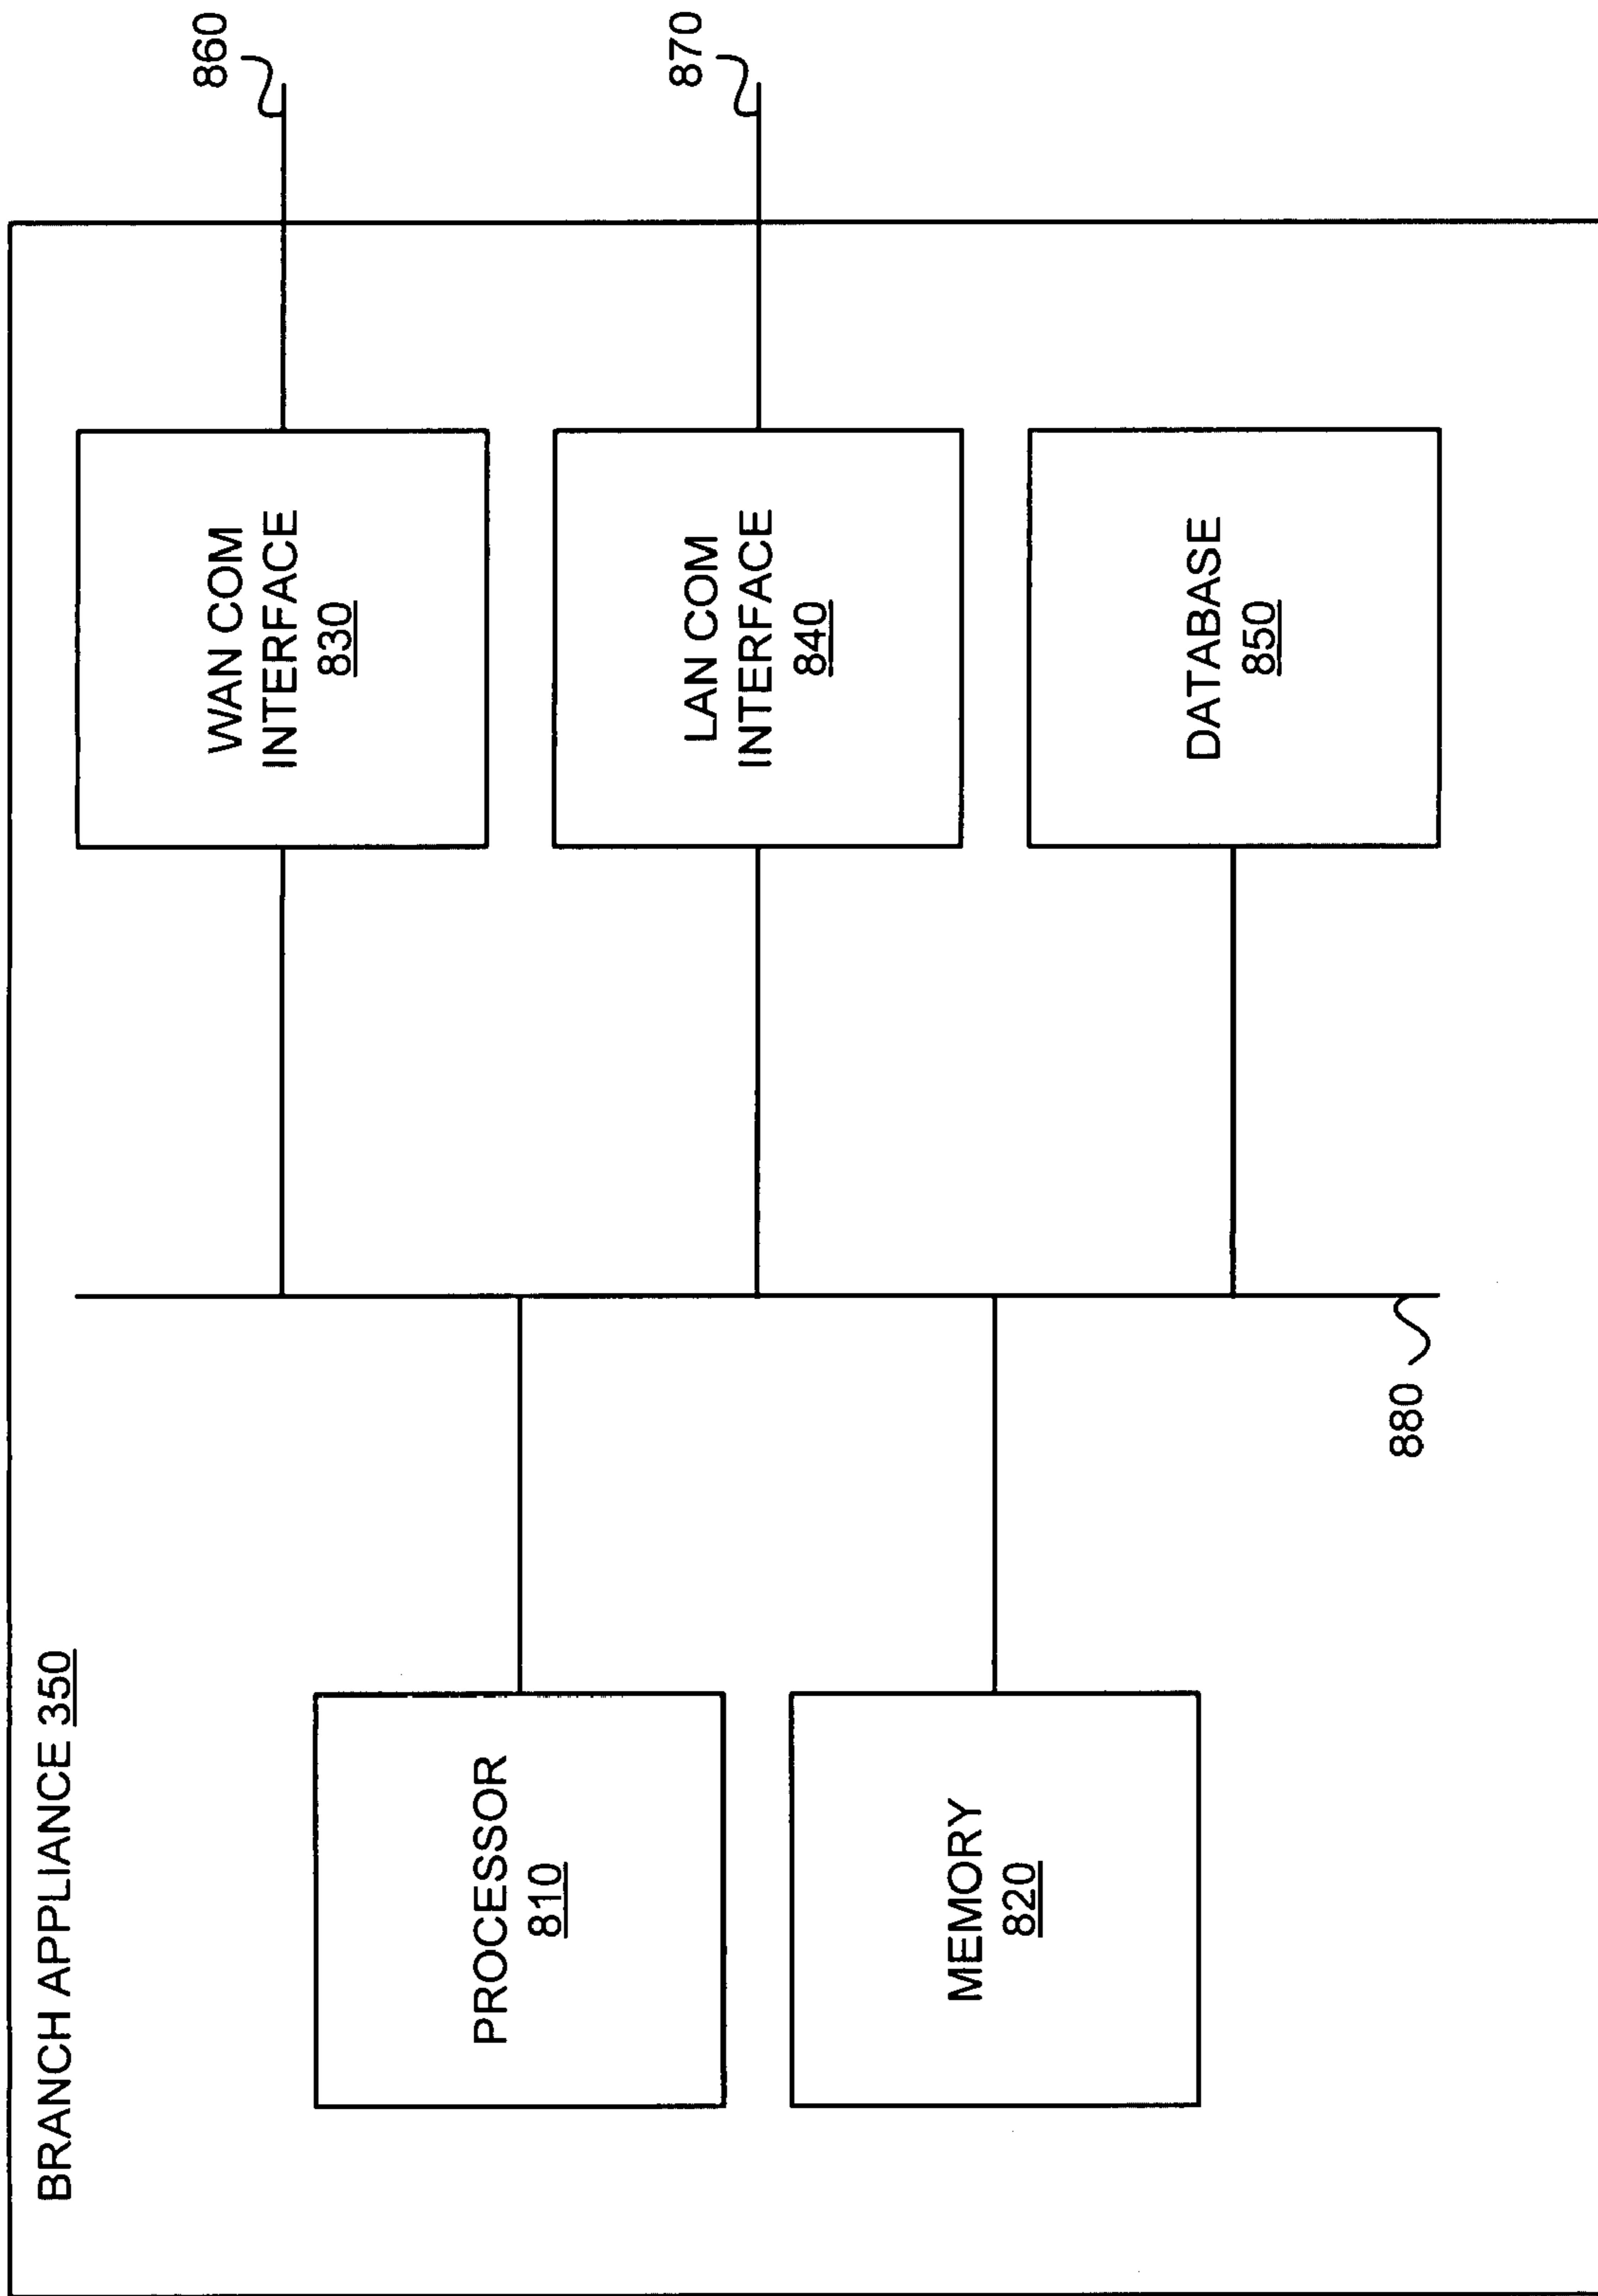 BRANCH APPLIANCE 350
PROCESSOR
810
MEMORY
820
880
WAN COM
INTERFACE
830
LAN COM
INTERFACE
840
DATABASE
850
860
870